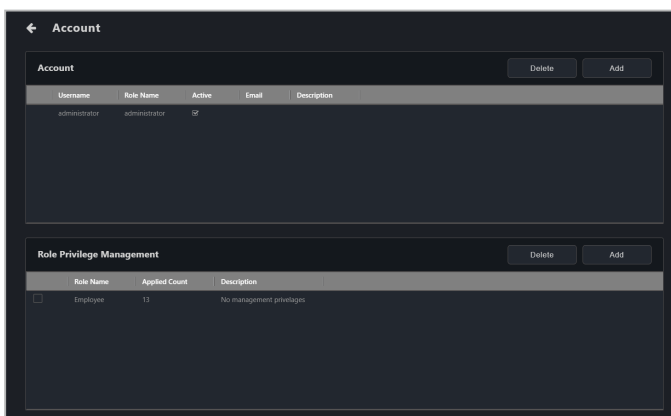 Account
Account Delete Add
Username Role Name Active Email Description
administrator administrator
Role Privilege Management Delete Add
Role Name Applied Count Description
Employee 13 No management privelages